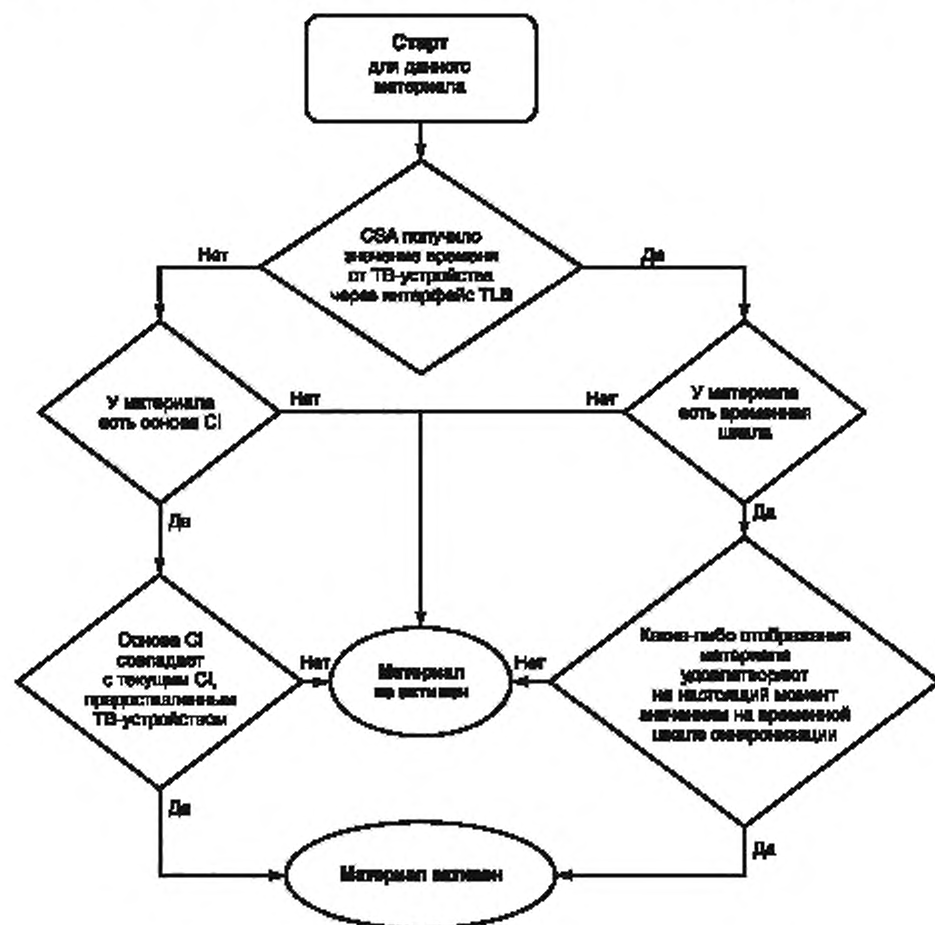 Старт
для данного
материала
CSA получило
значение времени
от ТВ-устройства
через интерфейс TLS
Нет
Да
У материала
есть основа CI
Нет
Нет
У материала
есть временная
шкала
Да
Да
Основа CI
совпадает
с текущим CI,
предоставленным
ТВ-устройством
Нет
Материал
не активен
Нет
Какие-либо отображения
материала
удовлетворяют
на настоящий момент
значениям на временной
шкале синхронизации
Да
Да
Материал активен